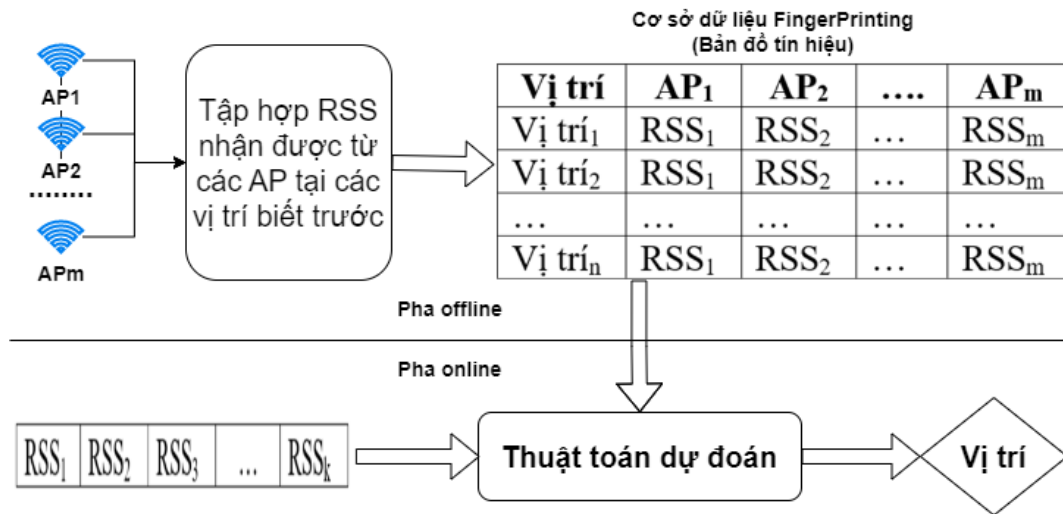 Cơ sở dữ liệu FingerPrinting
(Bản đồ tín hiệu)
AP1
AP2
........
APm
Tập hợp RSS
nhận được từ
các AP tại các
vị trí biết trước
Vị trí AP₁ AP₂ .... APₘ
Vị trí₁ RSS₁ RSS₂ ... RSSₘ
Vị trí₂ RSS₁ RSS₂ ... RSSₘ
... ... ... ... ...
Vị tríₙ RSS₁ RSS₂ ... RSSₘ
Pha offline
Pha online
RSS₁ RSS₂ RSS₃ ... RSSₖ
Thuật toán dự đoán
Vị trí